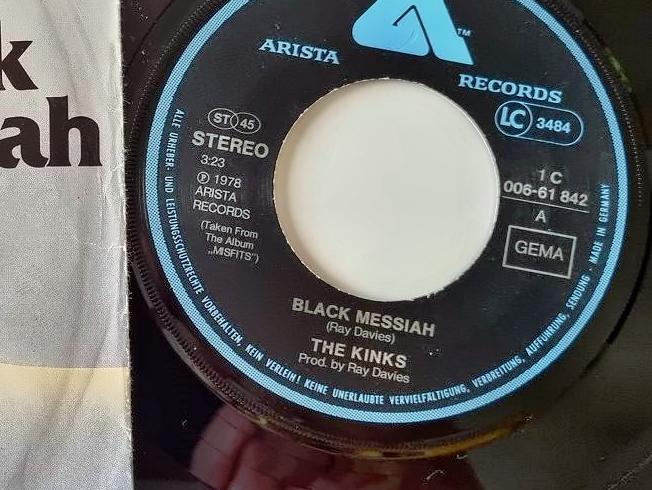 k
ah
ARISTA
™
RECORDS
ST 45
STEREO
3:23
Ⓟ 1978
ARISTA
RECORDS
(Taken From
The Album
„MISFITS”)
LC 3484
1 C
006-61 842
A
GEMA
BLACK MESSIAH
(Ray Davies)
THE KINKS
Prod. by Ray Davies
ALLE URHEBER- UND LEISTUNGSSCHUTZRECHTE VORBEHALTEN, KEIN VERLEIH! KEINE UNERLAUBTE VERVIELFÄLTIGUNG, VERBREITUNG, AUFFÜHRUNG, SENDUNG · MADE IN GERMANY